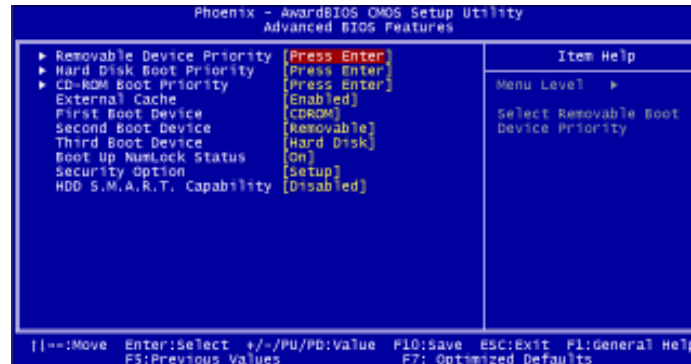 Phoenix - AwardBIOS CMOS Setup Utility
Advanced BIOS Features
Removable Device Priority [Press Enter]
Hard Disk Boot Priority [Press Enter]
CD-ROM Boot Priority [Press Enter]
External Cache [Enabled]
First Boot Device [CDROM]
Second Boot Device [Removable]
Third Boot Device [Hard Disk]
Boot Up NumLock Status [On]
Security Option [Setup]
HDD S.M.A.R.T. Capability [Disabled]
Item Help
Menu Level
Select Removable Boot
Device Priority
:Move Enter:Select +/-/PU/PD:Value F10:Save ESC:Exit F1:General Hel
F5:Previous Values F7: Optimized Defaults